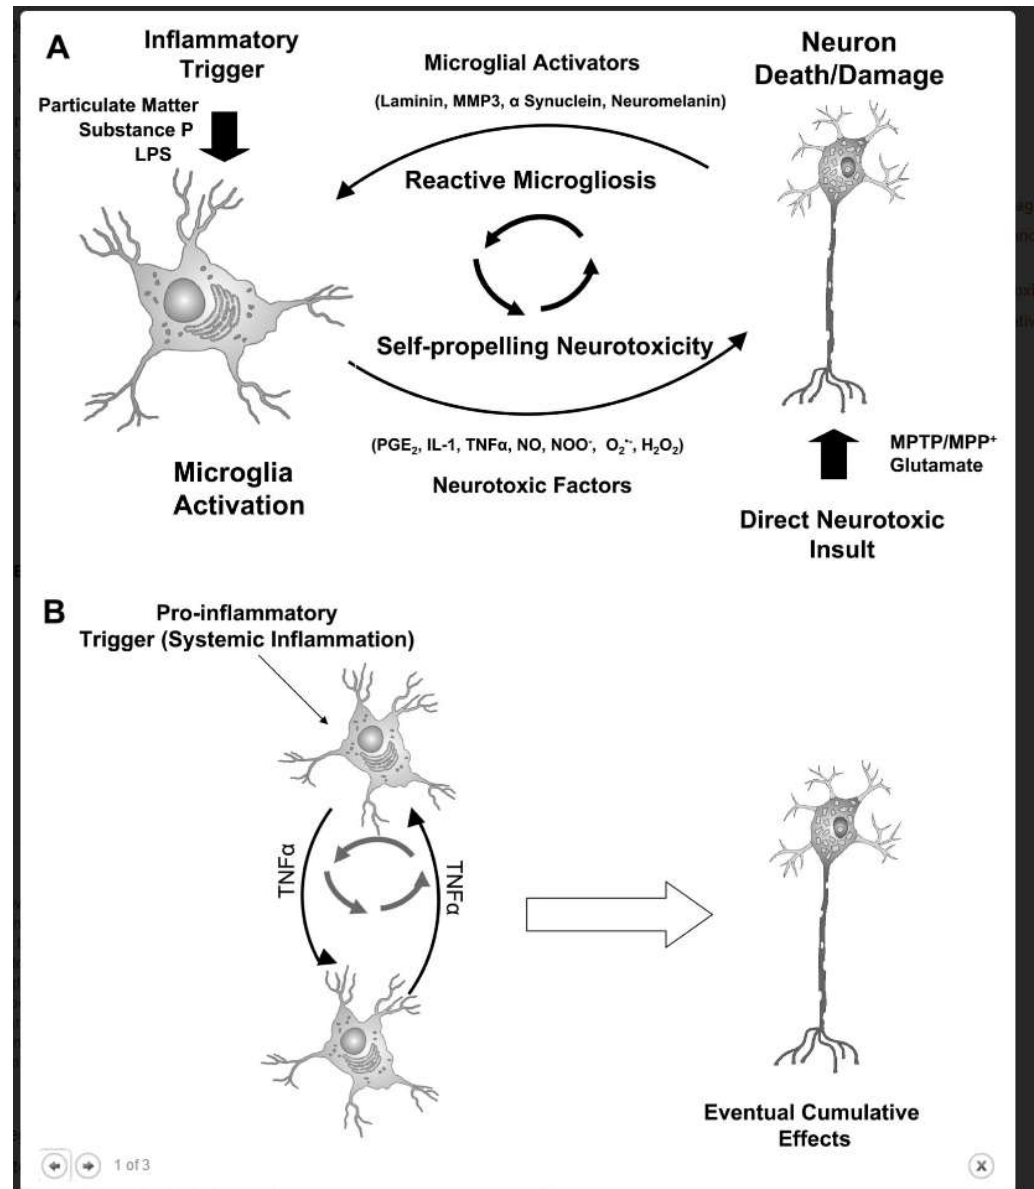 A
Inflammatory
Trigger
Particulate Matter
Substance P
LPS
Microglial Activators
(Laminin, MMP3, α Synuclein, Neuromelanin)
Reactive Microgliosis
Neuron
Death/Damage
Self-propelling Neurotoxicity
(PGE₂, IL-1, TNFα, NO, NOO⁻, O₂•⁻, H₂O₂)
Neurotoxic Factors
Microglia
Activation
MPTP/MPP⁺
Glutamate
Direct Neurotoxic
Insult
B
Pro-inflammatory
Trigger (Systemic Inflammation)
TNFα
TNFα
Eventual Cumulative
Effects
1 of 3
X